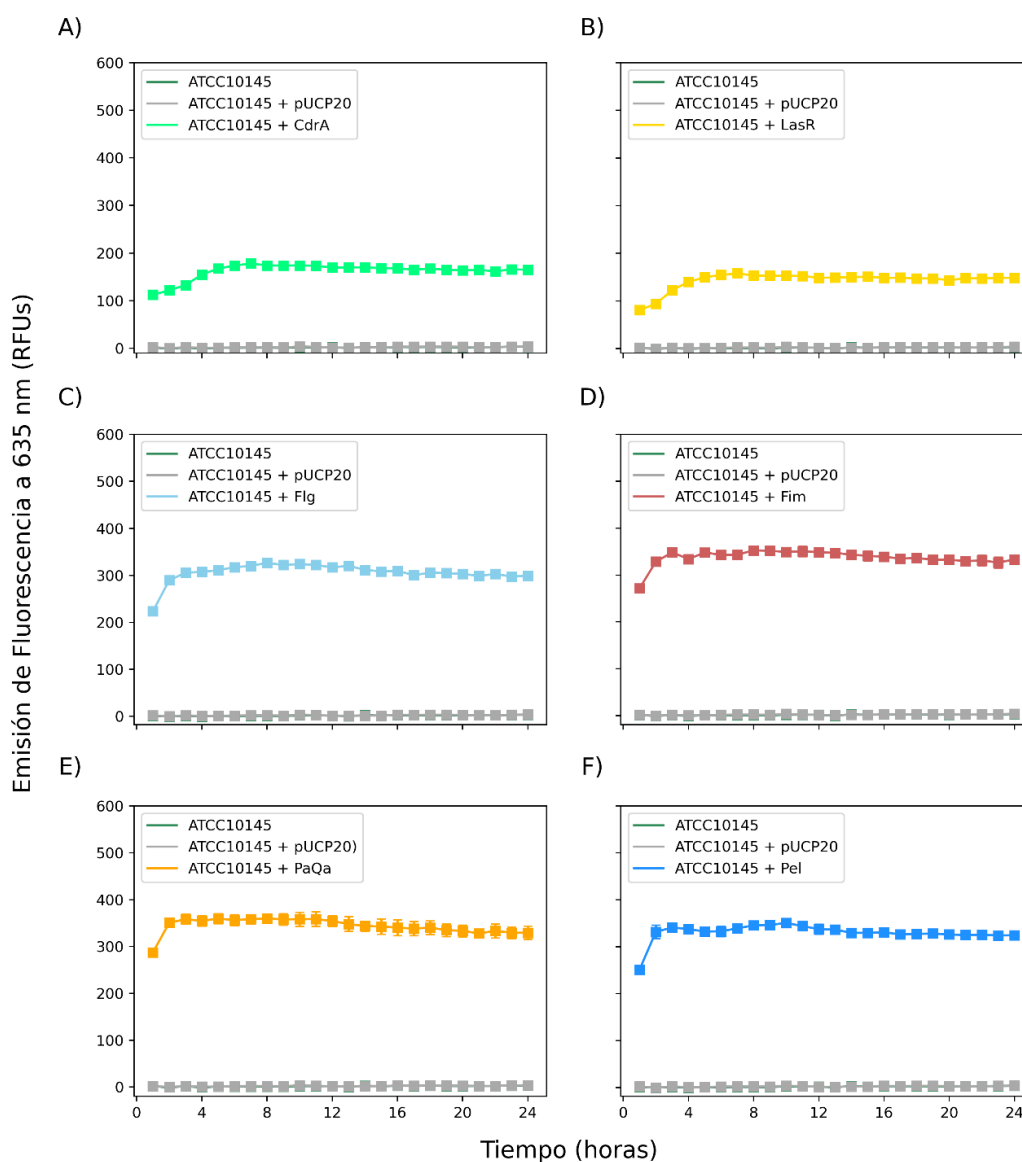 A)
B)
600
500
400
300
200
100
0
ATCC10145
ATCC10145 + pUCP20
ATCC10145 + CdrA
ATCC10145
ATCC10145 + pUCP20
ATCC10145 + LasR
C)
D)
600
500
400
300
200
100
0
ATCC10145
ATCC10145 + pUCP20
ATCC10145 + Flg
ATCC10145
ATCC10145 + pUCP20
ATCC10145 + Fim
Emisión de Fluorescencia a 635 nm (RFUs)
E)
F)
600
500
400
300
200
100
0
ATCC10145
ATCC10145 + pUCP20)
ATCC10145 + PaQa
ATCC10145
ATCC10145 + pUCP20
ATCC10145 + Pel
0 4 8 12 16 20 24
0 4 8 12 16 20 24
Tiempo (horas)